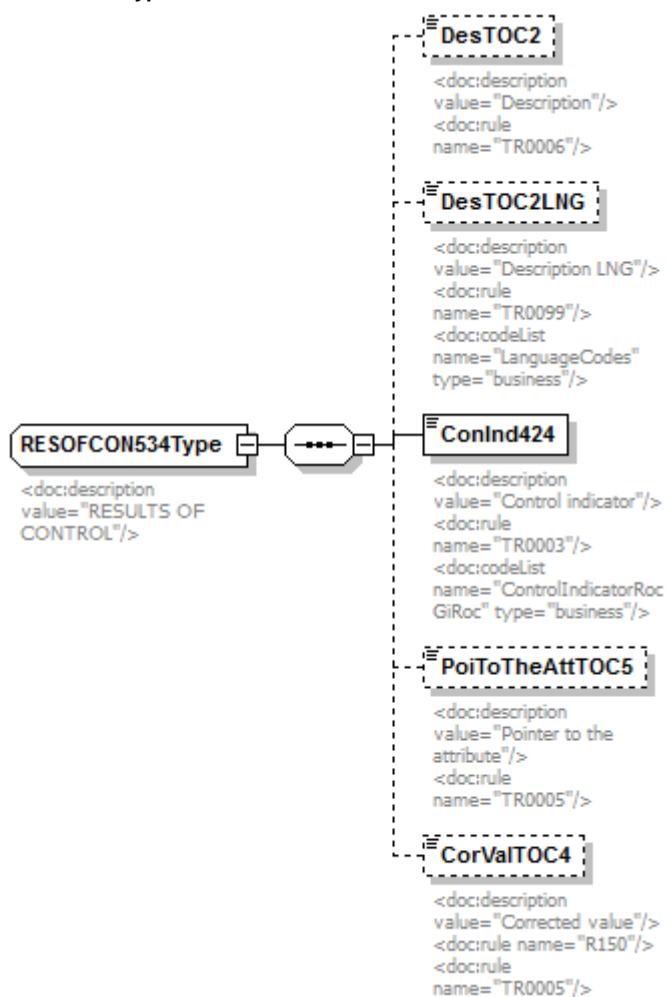 DesTOC2
<doc:description
value="Description"/>
<doc:rule
name="TR0006"/>
DesTOC2LNG
<doc:description
value="Description LNG"/>
<doc:rule
name="TR0099"/>
<doc:codeList
name="LanguageCodes"
type="business"/>
RESOFCON534Type
<doc:description
value="RESULTS OF
CONTROL"/>
ConInd424
<doc:description
value="Control indicator"/>
<doc:rule
name="TR0003"/>
<doc:codeList
name="ControlIndicatorRoc
GiRoc" type="business"/>
PoiToTheAttTOC5
<doc:description
value="Pointer to the
attribute"/>
<doc:rule
name="TR0005"/>
CorValTOC4
<doc:description
value="Corrected value"/>
<doc:rule name="R150"/>
<doc:rule
name="TR0005"/>